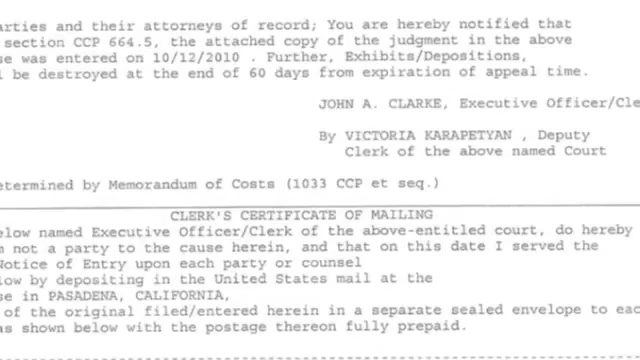 arties and their attorneys of record; You are hereby notified that
section CCP 664.5, the attached copy of the judgment in the above
se was entered on 10/12/2010 . Further, Exhibits/Depositions,
l be destroyed at the end of 60 days from expiration of appeal time.
JOHN A. CLARKE, Executive Officer/Cle
By VICTORIA KARAPETYAN , Deputy
Clerk of the above named Court
etermined by Memorandum of Costs (1033 CCP et seq.)
CLERK'S CERTIFICATE OF MAILING
elow named Executive Officer/Clerk of the above-entitled court, do hereby
m not a party to the cause herein, and that on this date I served the
Notice of Entry upon each party or counsel
low by depositing in the United States mail at the
se in PASADENA, CALIFORNIA,
of the original filed/entered herein in a separate sealed envelope to eac
as shown below with the postage thereon fully prepaid.